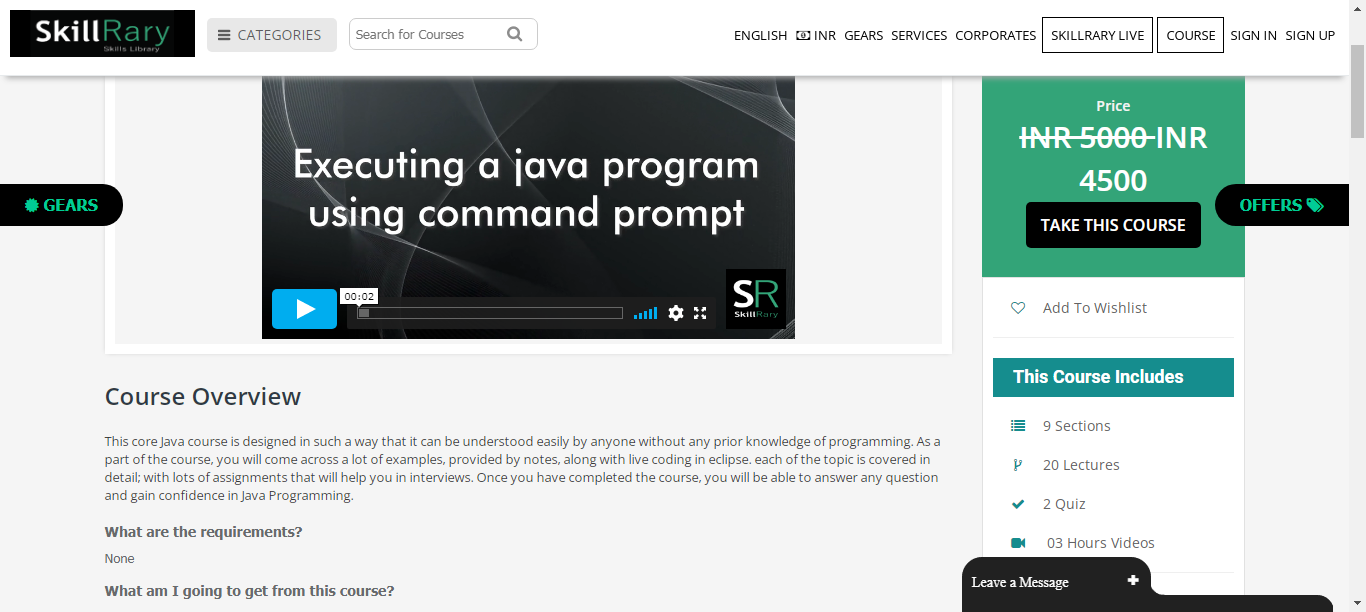 SkillRary
Skills Library
CATEGORIES
Search for Courses
ENGLISH INR GEARS SERVICES CORPORATES SKILLRARY LIVE COURSE SIGN IN SIGN UP
Executing a java program
using command prompt
00:02
SR
SkillRary
GEARS
Price
INR 5000 INR
4500
TAKE THIS COURSE
OFFERS
Add To Wishlist
This Course Includes
9 Sections
20 Lectures
2 Quiz
03 Hours Videos
Course Overview
This core Java course is designed in such a way that it can be understood easily by anyone without any prior knowledge of programming. As a
part of the course, you will come across a lot of examples, provided by notes, along with live coding in eclipse. each of the topic is covered in
detail; with lots of assignments that will help you in interviews. Once you have completed the course, you will be able to answer any question
and gain confidence in Java Programming.
What are the requirements?
None
What am I going to get from this course?
Leave a Message